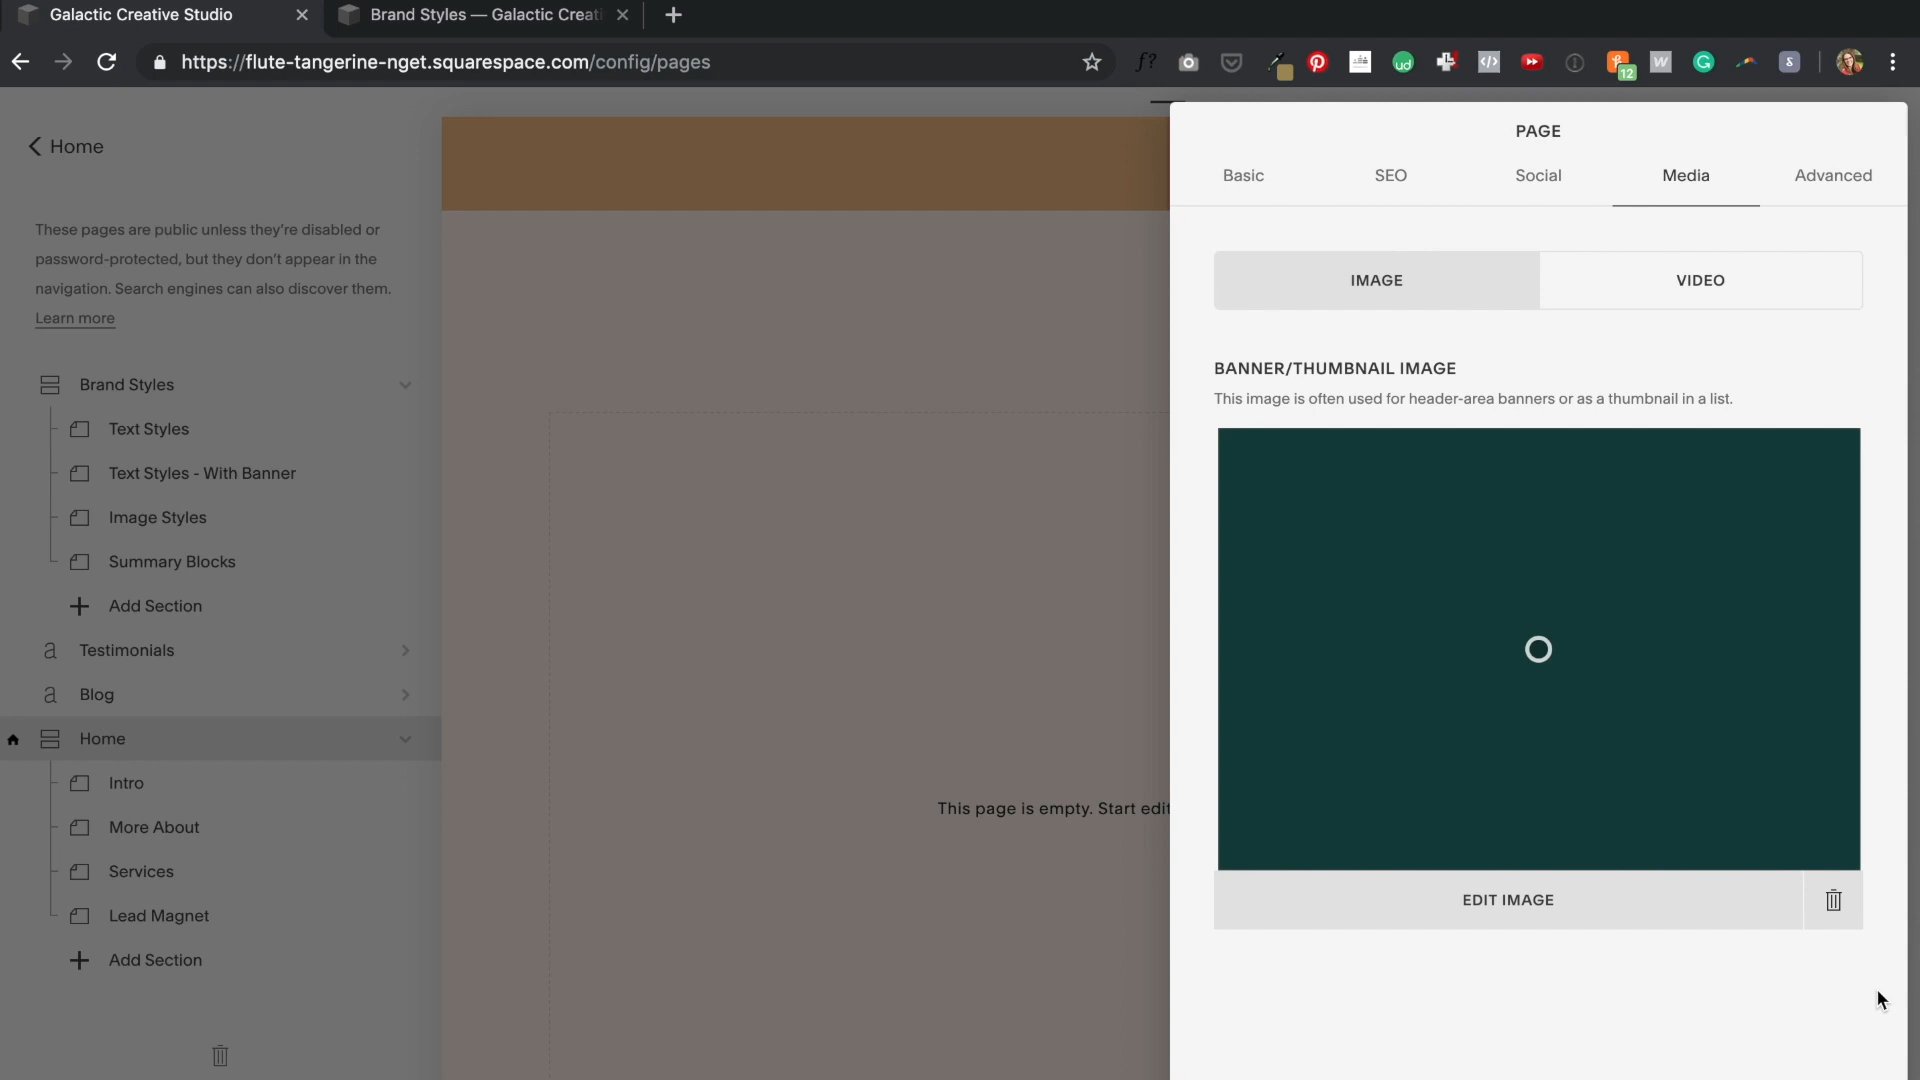 Galactic Creative Studio
Brand Styles — Galactic Creati
https://flute-tangerine-nget.squarespace.com/config/pages
f?
ud
</>
12
W
G
s
Home
These pages are public unless they're disabled or
password-protected, but they don't appear in the
navigation. Search engines can also discover them.
Learn more
Brand Styles
Text Styles
Text Styles - With Banner
Image Styles
Summary Blocks
Add Section
a Testimonials
a Blog
Home
Intro
More About
Services
Lead Magnet
Add Section
This page is empty. Start edit
PAGE
Basic SEO Social Media Advanced
IMAGE VIDEO
BANNER/THUMBNAIL IMAGE
This image is often used for header-area banners or as a thumbnail in a list.
EDIT IMAGE